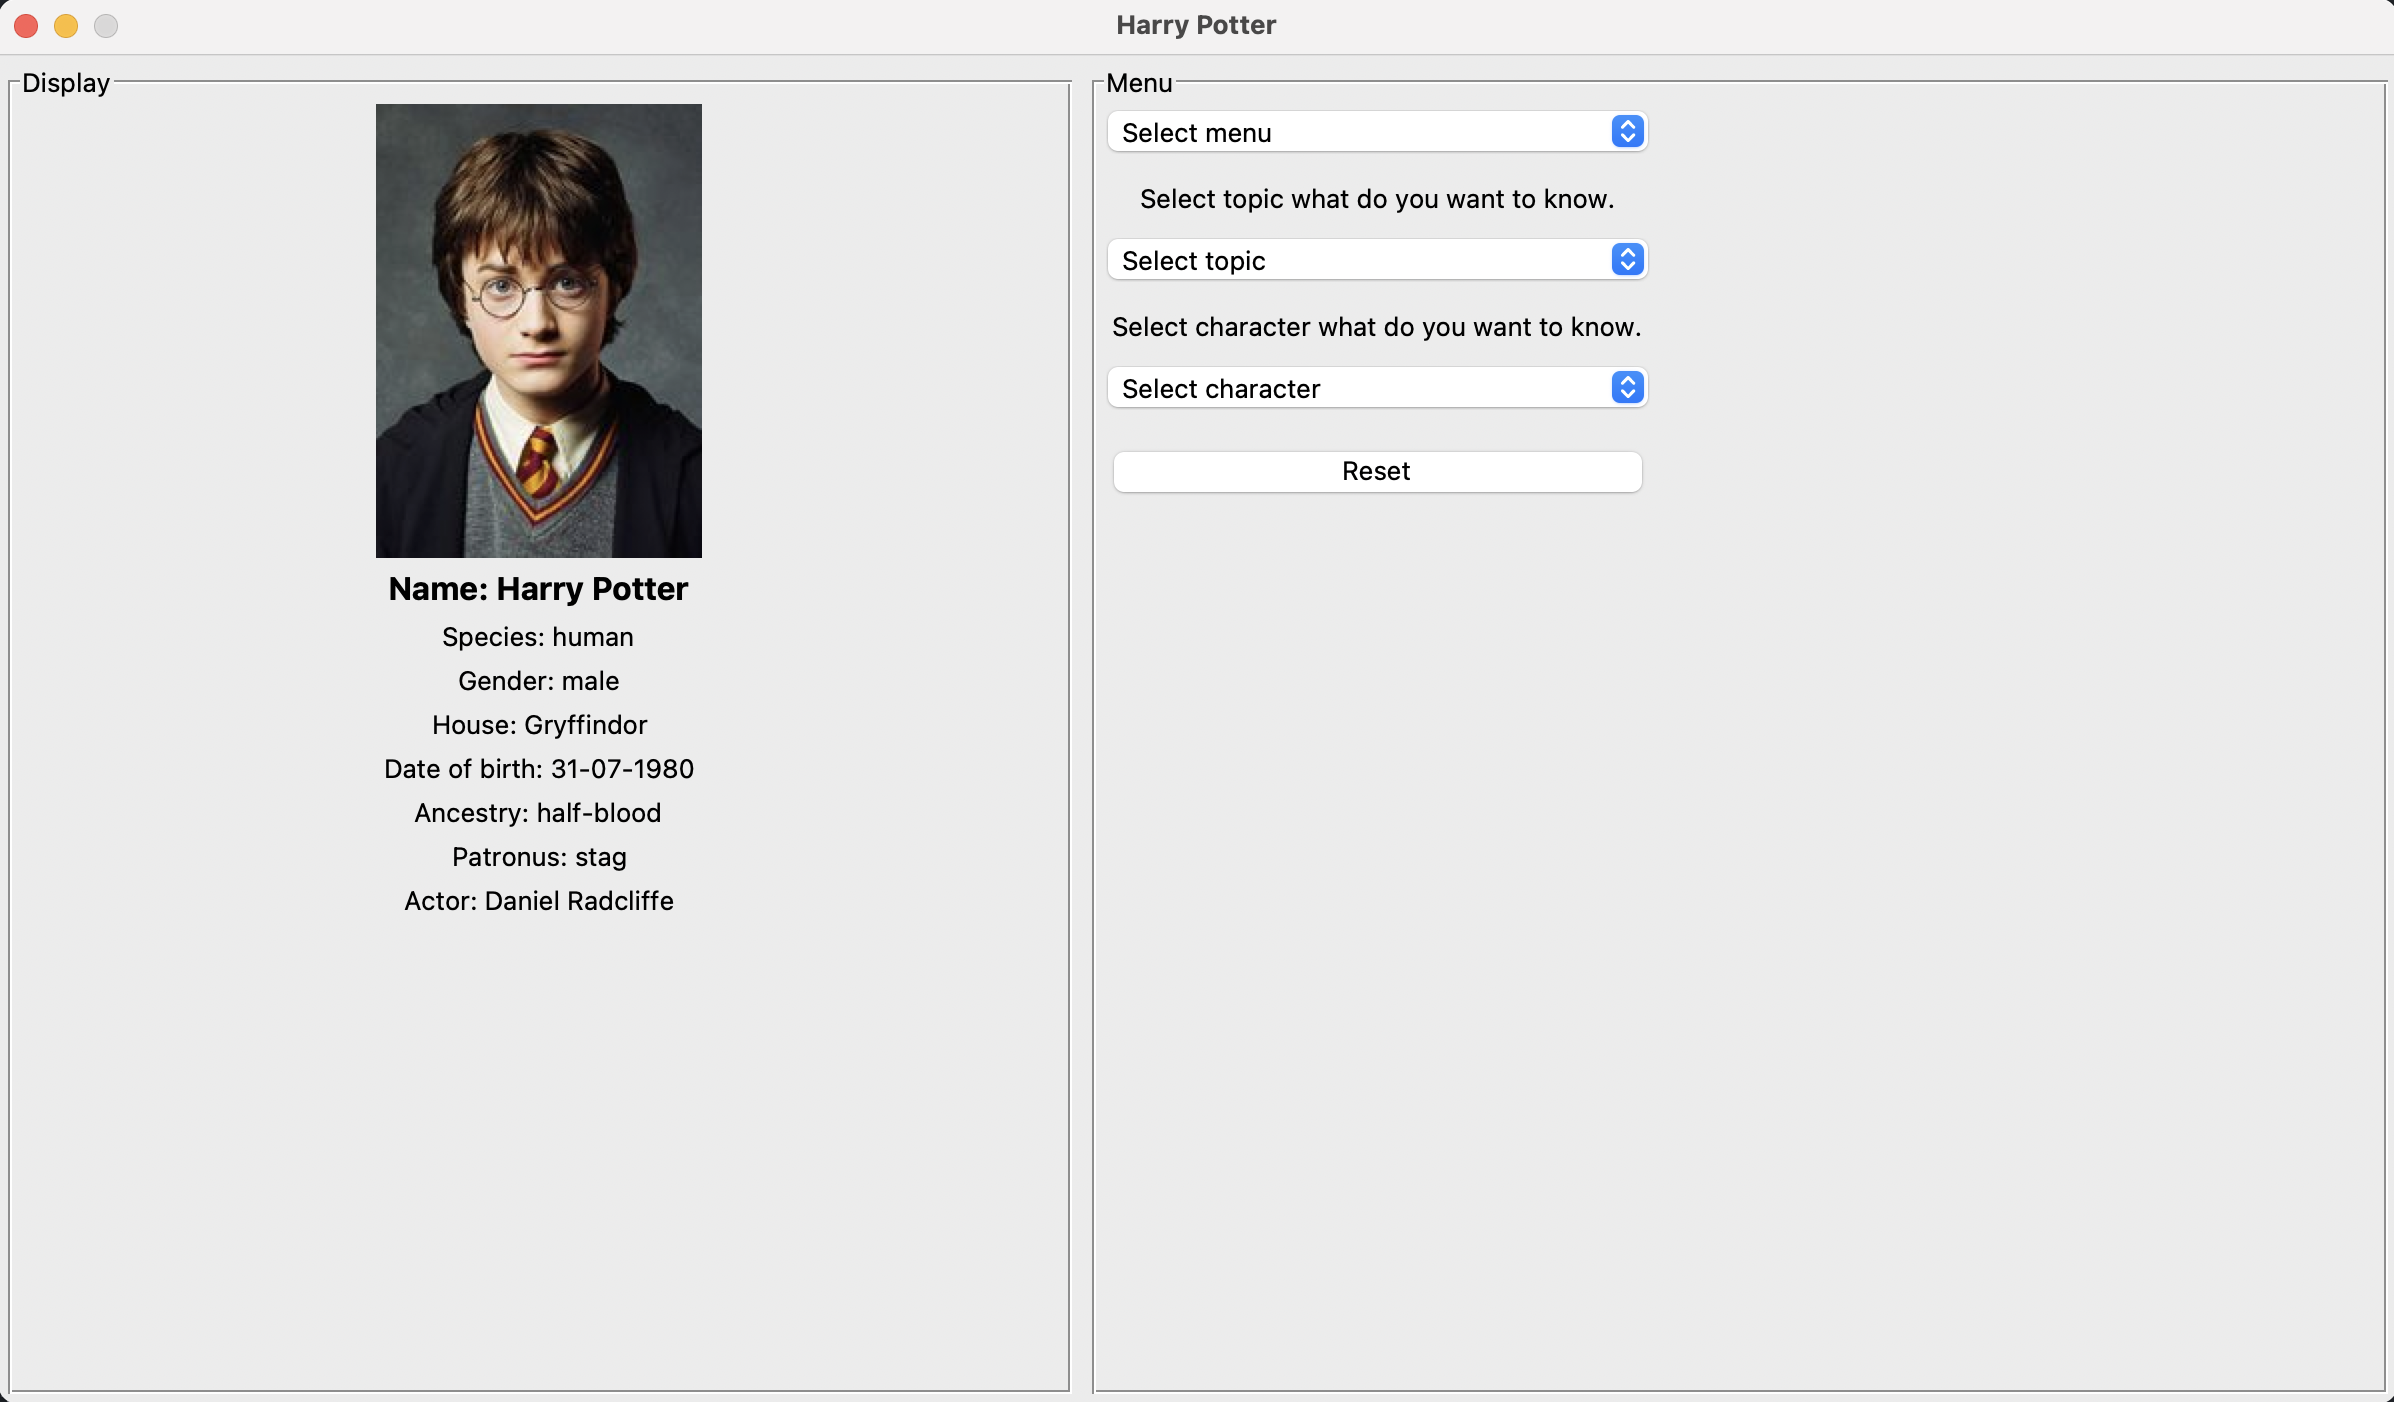 Harry Potter
Display
Name: Harry Potter
Species: human
Gender: male
House: Gryffindor
Date of birth: 31-07-1980
Ancestry: half-blood
Patronus: stag
Actor: Daniel Radcliffe
Menu
Select menu
Select topic what do you want to know.
Select topic
Select character what do you want to know.
Select character
Reset